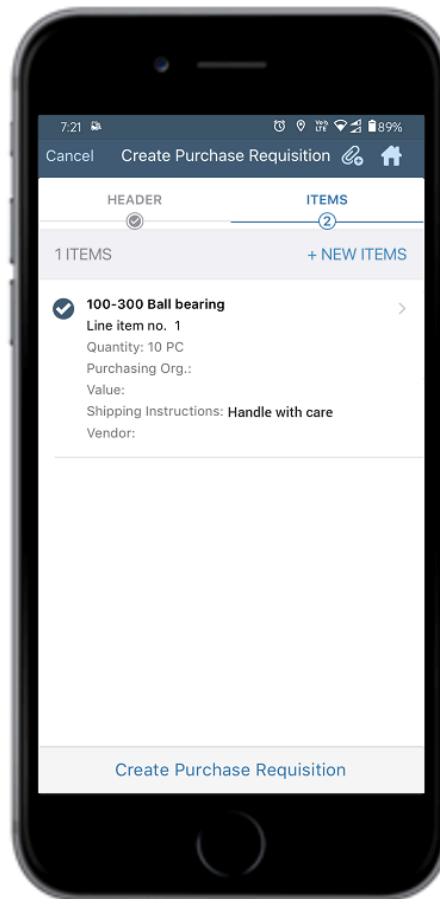 7:21 89%
Cancel Create Purchase Requisition
HEADER ITEMS
2
1 ITEMS + NEW ITEMS
100-300 Ball bearing
Line item no. 1
Quantity: 10 PC
Purchasing Org.:
Value:
Shipping Instructions: Handle with care
Vendor:
Create Purchase Requisition